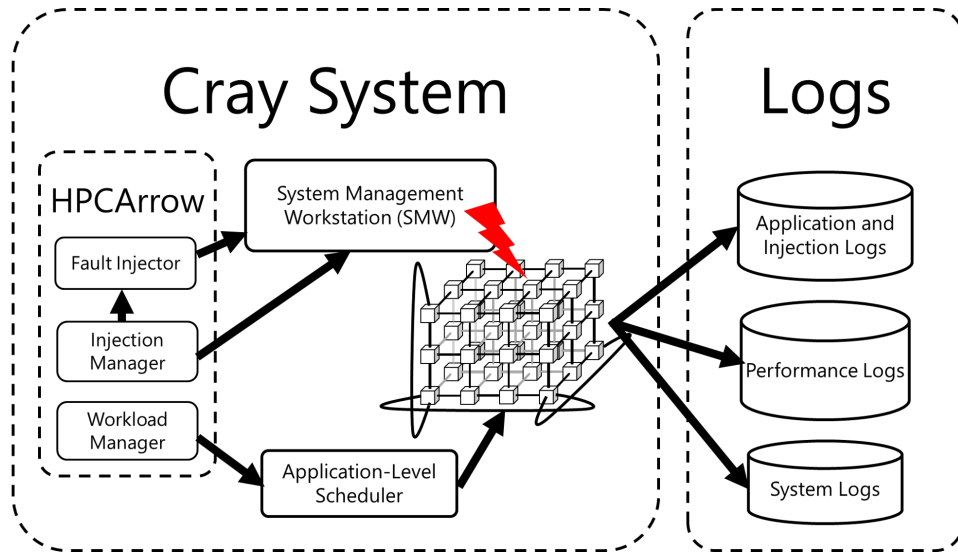 Cray System
Logs
HPCArrow
Fault Injector
Injection
Manager
Workload
Manager
System Management
Workstation (SMW)
Application-Level
Scheduler
Application and
Injection Logs
Performance Logs
System Logs